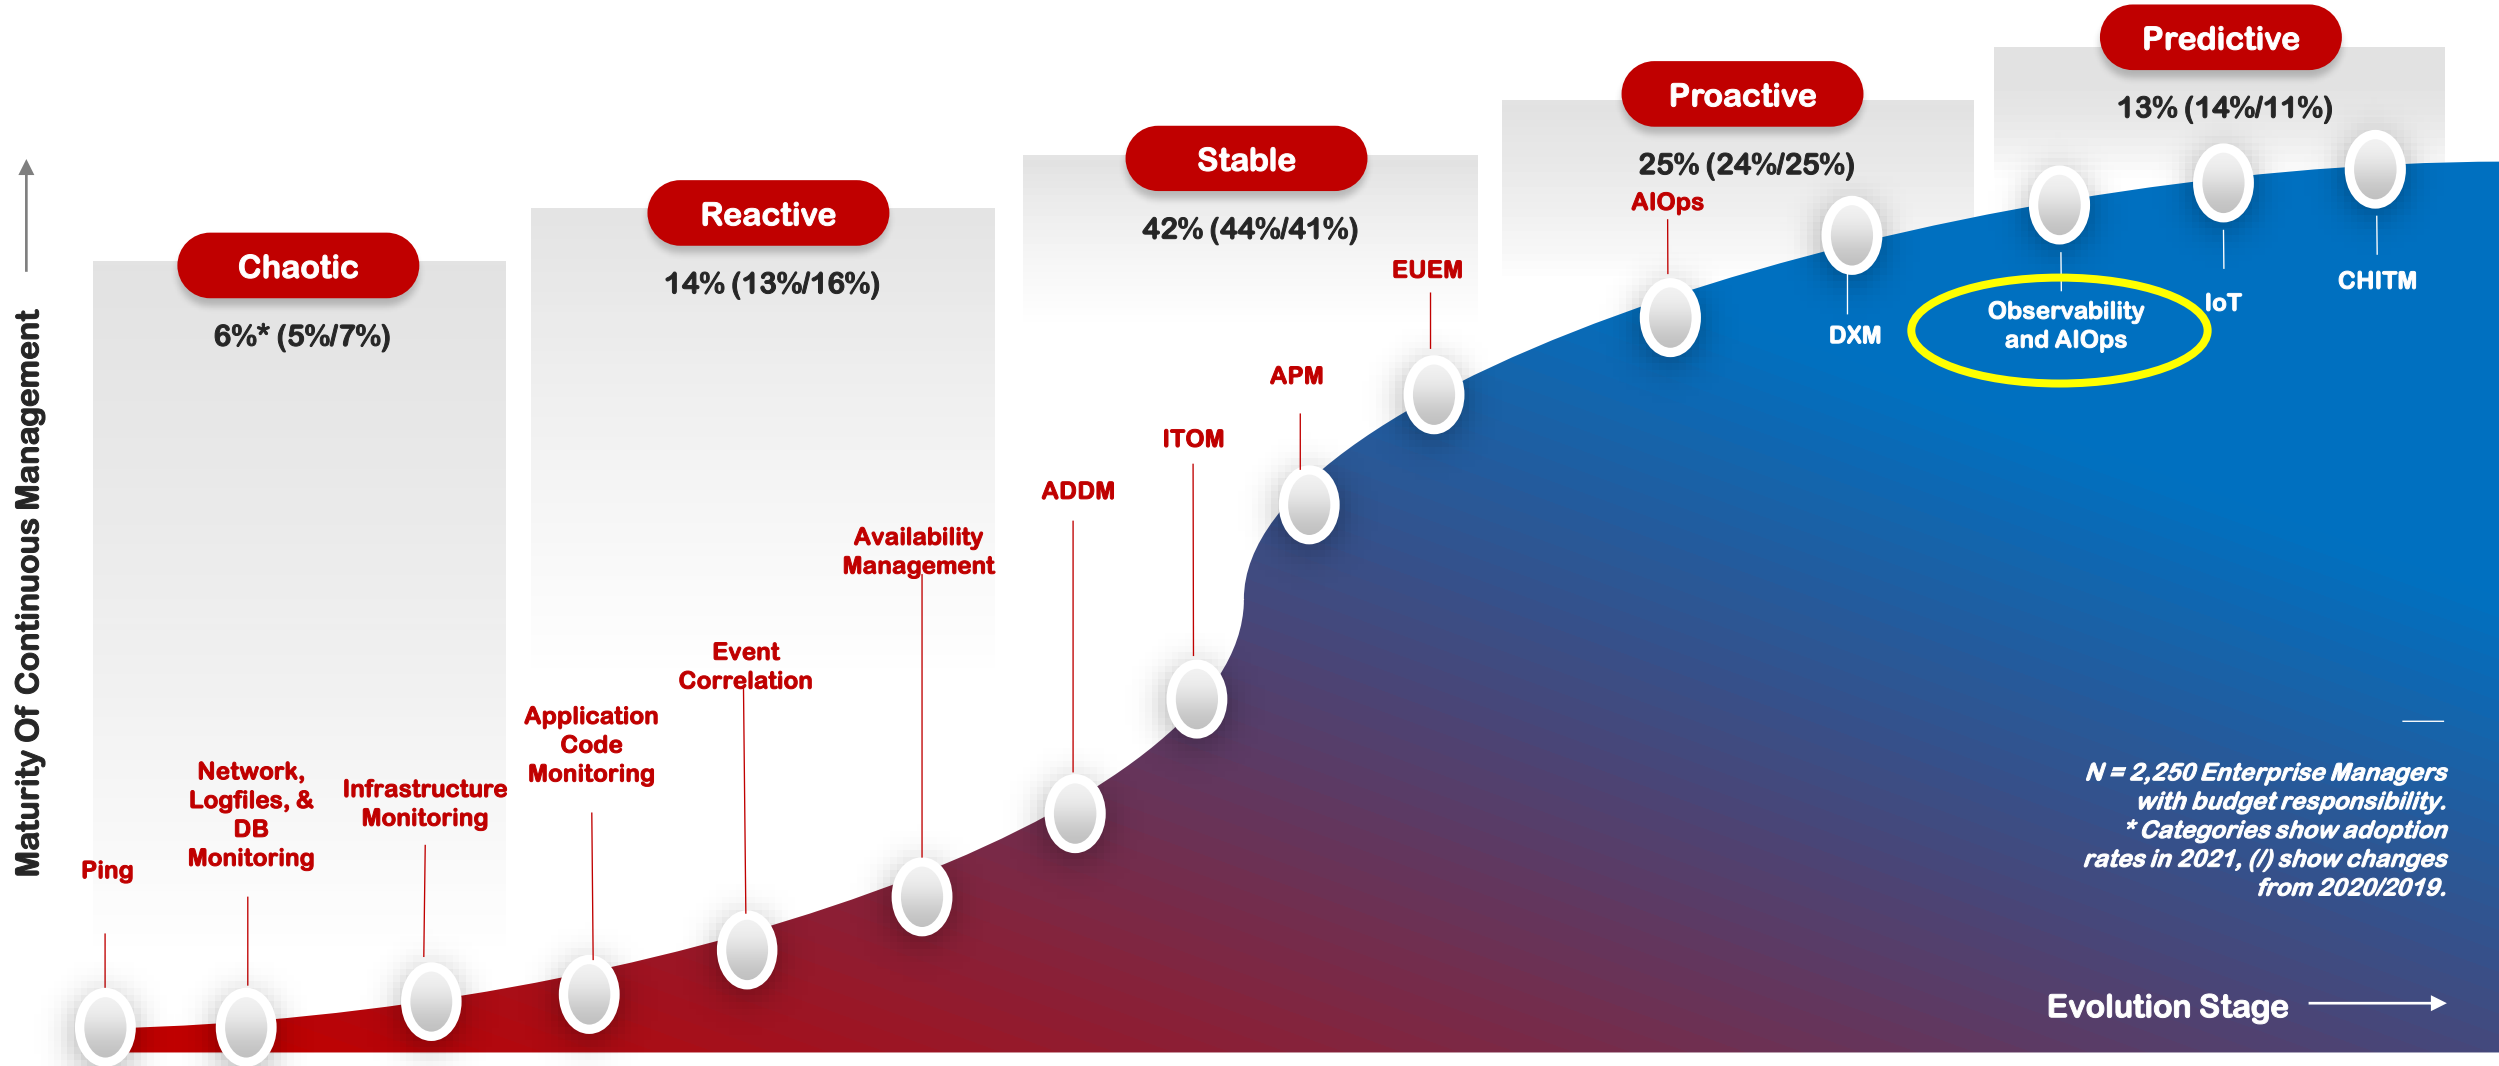 Predictive
13% (14%/11%)
Proactive
25% (24%/25%)
Stable
42% (44%/41%)
Reactive
14% (13%/16%)
Chaotic
6%* (5%/7%)
Maturity Of Continuous Management
Ping
Network,
Logfiles, &
DB
Monitoring
Infrastructure
Monitoring
Application
Code
Monitoring
Event
Correlation
Availability
Management
ADDM
ITOM
APM
EUEM
AIOps
DXM
Observability
and AIOps
IoT
CHITM
N = 2,250 Enterprise Managers
with budget responsibility.
* Categories show adoption
rates in 2021, (/) show changes
from 2020/2019.
Evolution Stage